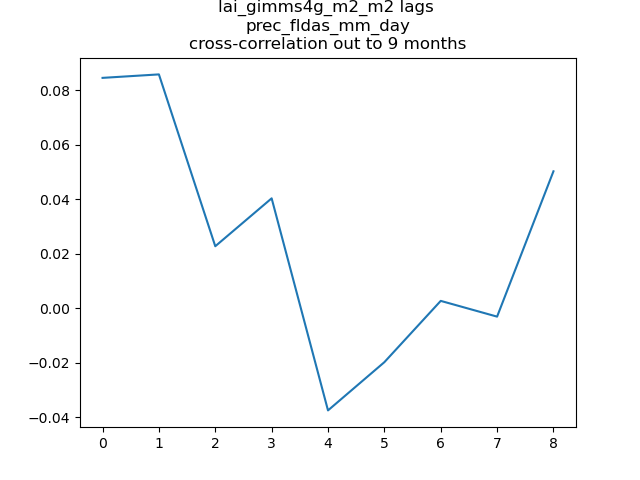 lai_gimms4g_m2_m2 lags
prec_fldas_mm_day
cross-correlation out to 9 months
0.08
0.06
0.04
0.02
0.00
−0.02
−0.04
0 1 2 3 4 5 6 7 8